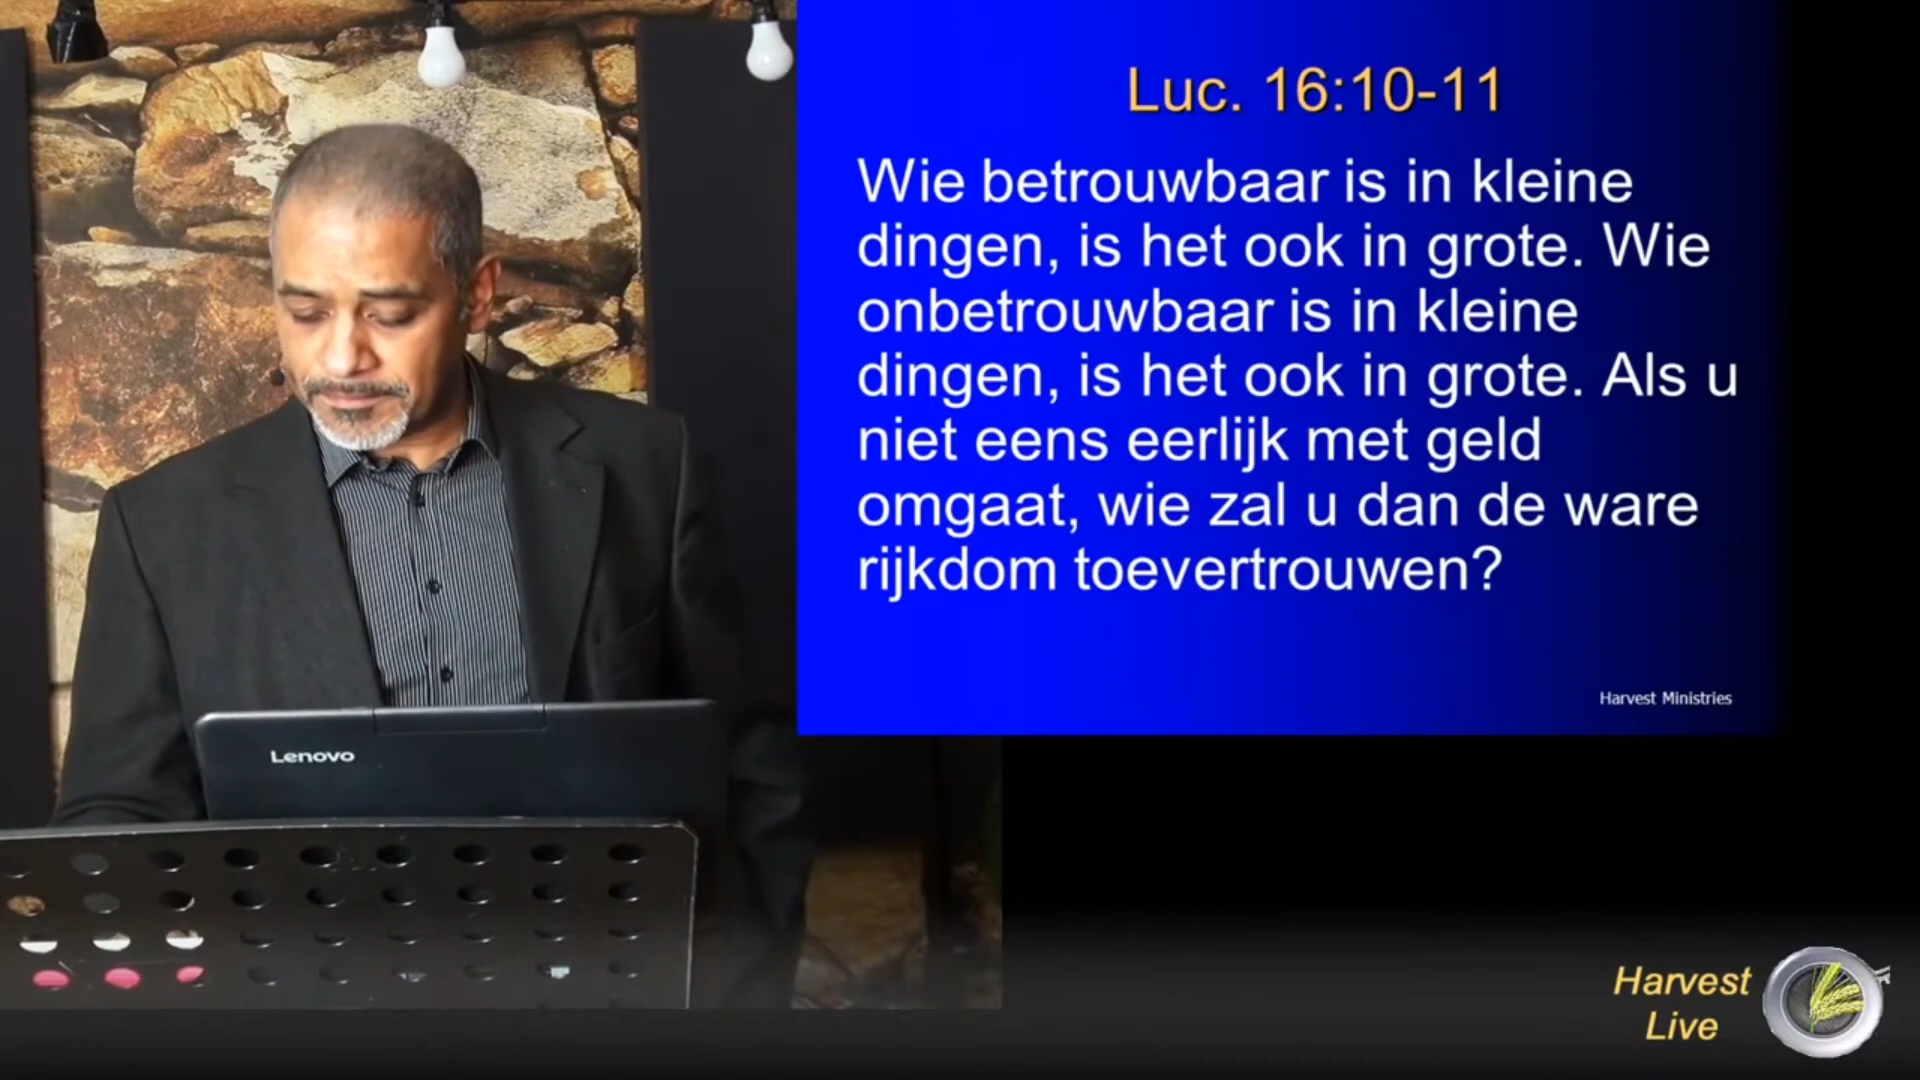 Luc. 16:10-11
Wie betrouwbaar is in kleine
dingen, is het ook in grote. Wie
onbetrouwbaar is in kleine
dingen, is het ook in grote. Als u
niet eens eerlijk met geld
omgaat, wie zal u dan de ware
rijkdom toevertrouwen?
Harvest Ministries
Lenovo
Harvest
Live